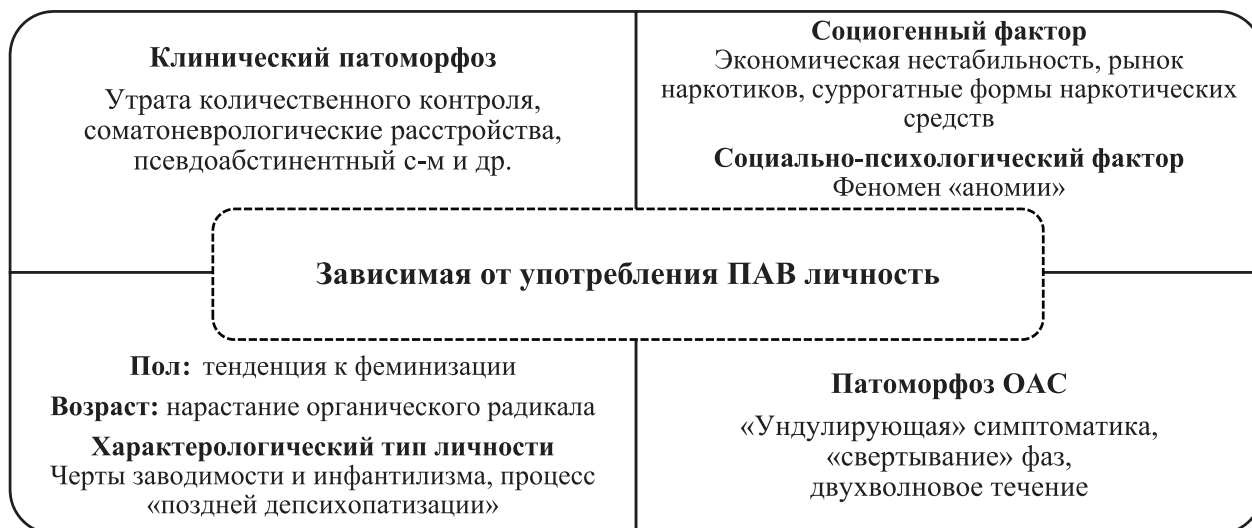 Клинический патоморфоз
Утрата количественного контроля,
соматоневрологические расстройства,
псевдоабстинентный с-м и др.
Социогенный фактор
Экономическая нестабильность, рынок
наркотиков, суррогатные формы наркотических
средств
Социально-психологический фактор
Феномен «аномии»
Зависимая от употребления ПАВ личность
Пол: тенденция к феминизации
Возраст: нарастание органического радикала
Характерологический тип личности
Черты заводимости и инфантилизма, процесс
«поздней депсихопатизации»
Патоморфоз ОАС
«Ундулирующая» симптоматика,
«свертывание» фаз,
двухволновое течение